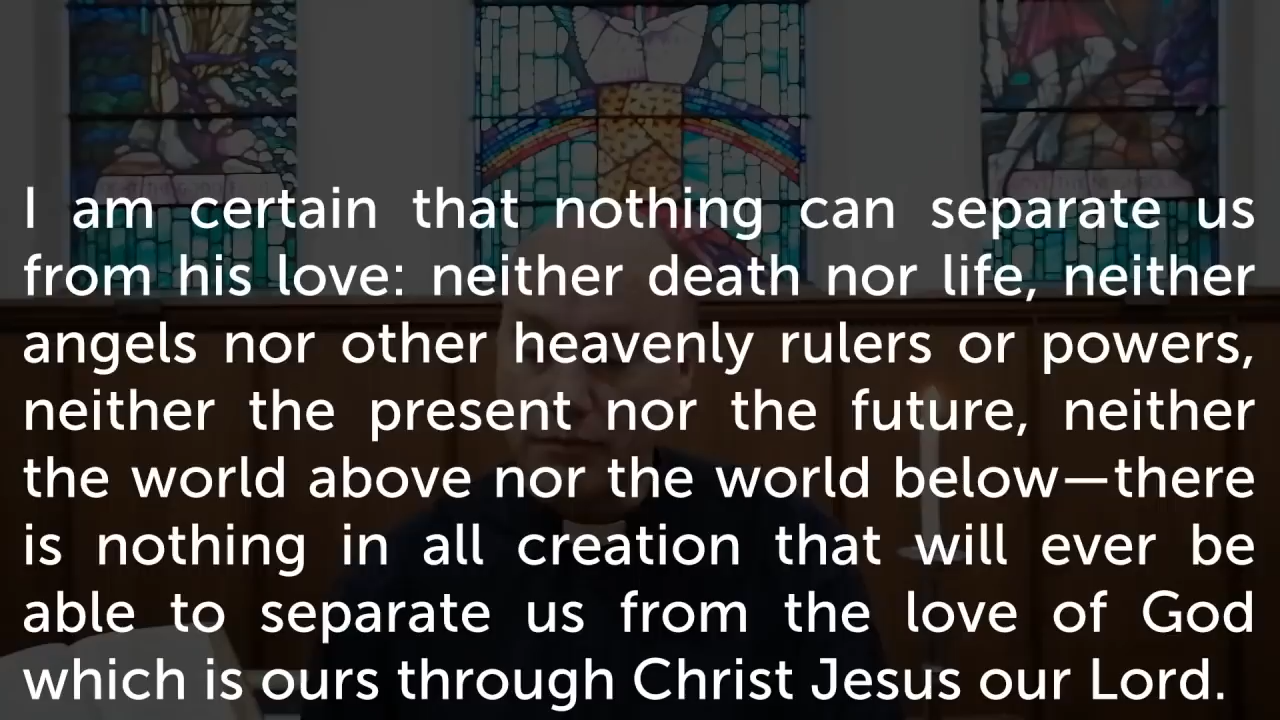 I am certain that nothing can separate us
from his love: neither death nor life, neither
angels nor other heavenly rulers or powers,
neither the present nor the future, neither
the world above nor the world below—there
is nothing in all creation that will ever be
able to separate us from the love of God
which is ours through Christ Jesus our Lord.